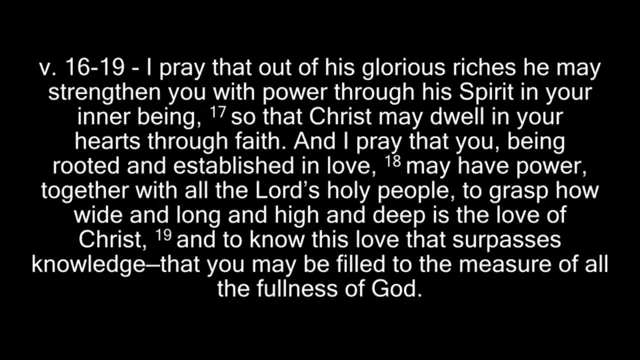 v. 16-19 - I pray that out of his glorious riches he may
strengthen you with power through his Spirit in your
inner being, 17 so that Christ may dwell in your
hearts through faith. And I pray that you, being
rooted and established in love, 18 may have power,
together with all the Lord's holy people, to grasp how
wide and long and high and deep is the love of
Christ, 19 and to know this love that surpasses
knowledge—that you may be filled to the measure of all
the fullness of God.